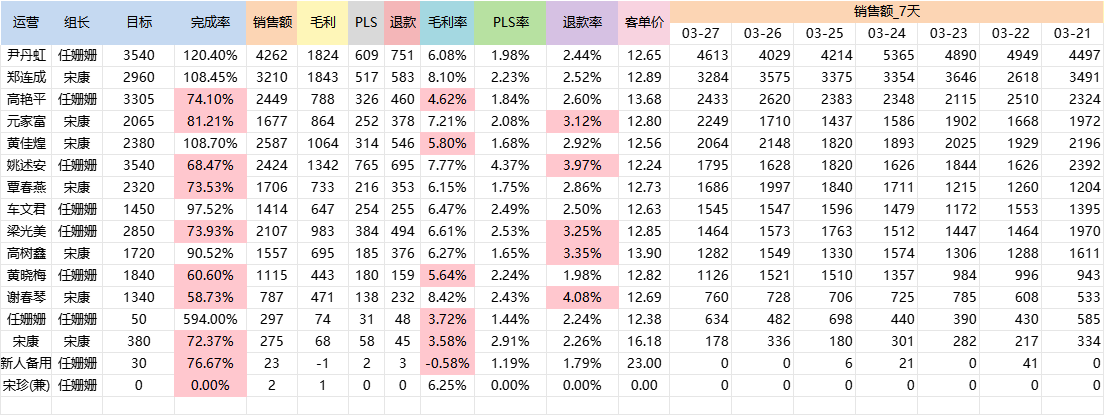 销售额_7天
运营 组长 目标 完成率 销售额 毛利 PLS 退款 毛利率 PLS率 退款率 客单价 03-27 03-26 03-25 03-24 03-23 03-22 03-21
尹丹虹 任姗姗 3540 120.40% 4262 1824 609 751 6.08% 1.98% 2.44% 12.65 4613 4029 4214 5365 4890 4949 4497
郑连成 宋康 2960 108.45% 3210 1843 517 583 8.10% 2.23% 2.52% 12.89 3284 3575 3375 3354 3646 2618 3491
高艳平 任姗姗 3305 74.10% 2449 788 326 460 4.62% 1.84% 2.60% 13.68 2433 2620 2383 2348 2115 2510 2324
元家富 宋康 2065 81.21% 1677 864 252 378 7.21% 2.08% 3.12% 12.80 2249 1710 1437 1586 1902 1668 1972
黄佳煌 宋康 2380 108.70% 2587 1064 314 546 5.80% 1.68% 2.92% 12.56 2064 2148 1820 1893 2025 1929 2196
姚述安 任姗姗 3540 68.47% 2424 1342 765 695 7.77% 4.37% 3.97% 12.24 1795 1628 1820 1626 1844 1626 2392
覃春燕 宋康 2320 73.53% 1706 733 216 353 6.15% 1.75% 2.86% 12.73 1686 1997 1840 1711 1215 1260 1204
车文君 任姗姗 1450 97.52% 1414 647 254 255 6.47% 2.49% 2.50% 12.63 1545 1547 1596 1479 1172 1553 1395
梁光美 任姗姗 2850 73.93% 2107 983 384 494 6.61% 2.53% 3.25% 12.85 1464 1573 1763 1512 1447 1464 1970
高树鑫 宋康 1720 90.52% 1557 695 185 376 6.27% 1.65% 3.35% 13.90 1282 1549 1330 1574 1306 1288 1611
黄晓梅 任姗姗 1840 60.60% 1115 443 180 159 5.64% 2.24% 1.98% 12.82 1126 1521 1510 1357 984 996 943
谢春琴 宋康 1340 58.73% 787 471 138 232 8.42% 2.43% 4.08% 12.69 760 728 706 725 785 608 533
任姗姗 任姗姗 50 594.00% 297 74 31 48 3.72% 1.44% 2.24% 12.38 634 482 698 440 390 430 585
宋康 宋康 380 72.37% 275 68 58 45 3.58% 2.91% 2.26% 16.18 178 336 180 301 282 217 334
新人备用 任姗姗 30 76.67% 23 -1 2 3 -0.58% 1.19% 1.79% 23.00 0 0 6 21 0 41 0
宋珍(兼) 任姗姗 0 0.00% 2 1 0 0 6.25% 0.00% 0.00% 0.00 0 0 0 0 0 0 0